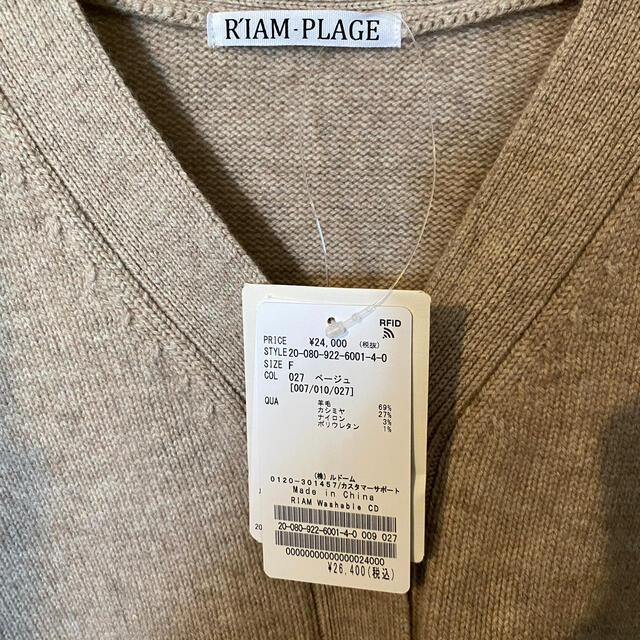 R'IAM-PLAGE
RFID
PRICE ¥24,000 (税抜)
STYLE 20-080-922-6001-4-0
SIZE F
COL 027 ベージュ
[007/010/027]
QUA 羊毛 69%
カシミヤ 27%
ナイロン 3%
ポリウレタン 1%
(株)ルドーム
0120-301457/カスタマーサポート
Made in China
RIAM Washable CD
20-080-922-6001-4-0 009 027
00000000000000024000
¥26,400(税込)
20